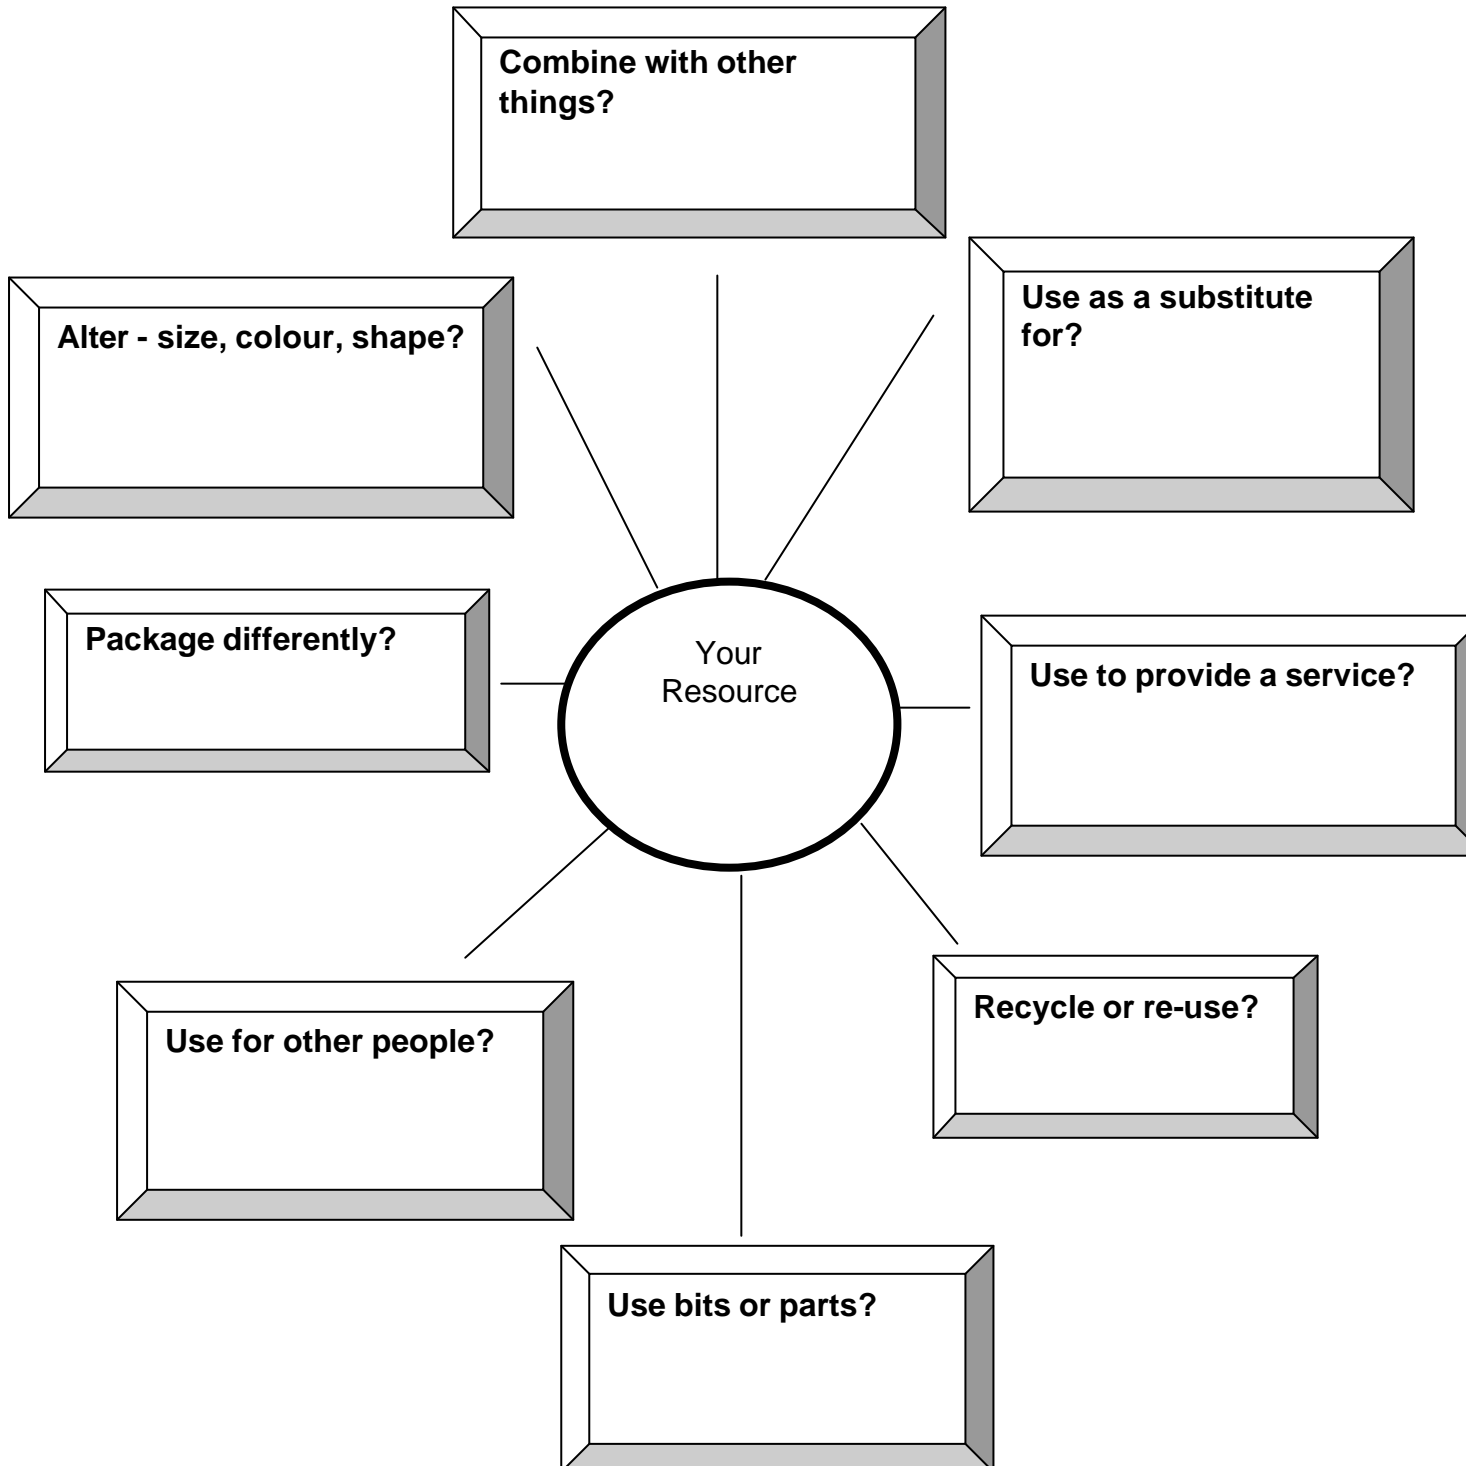 Combine with other
things?
Use as a substitute
for?
Alter - size, colour, shape?
Package differently?
Your
Resource
Use to provide a service?
Recycle or re-use?
Use for other people?
Use bits or parts?